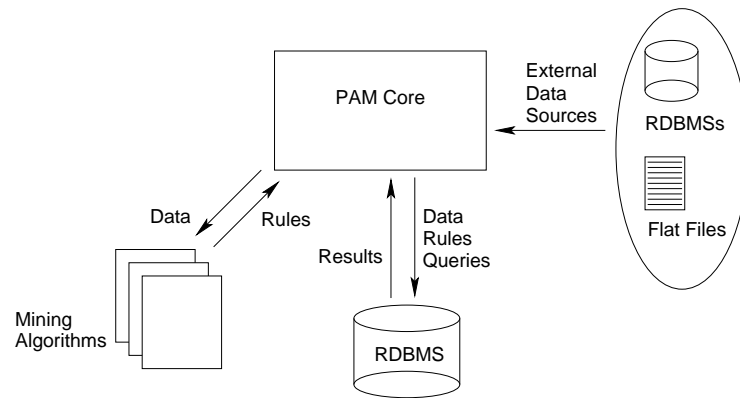 PAM Core
External
Data
Sources
RDBMSs
Flat Files
Data
Rules
Mining
Algorithms
Results
Data
Rules
Queries
RDBMS